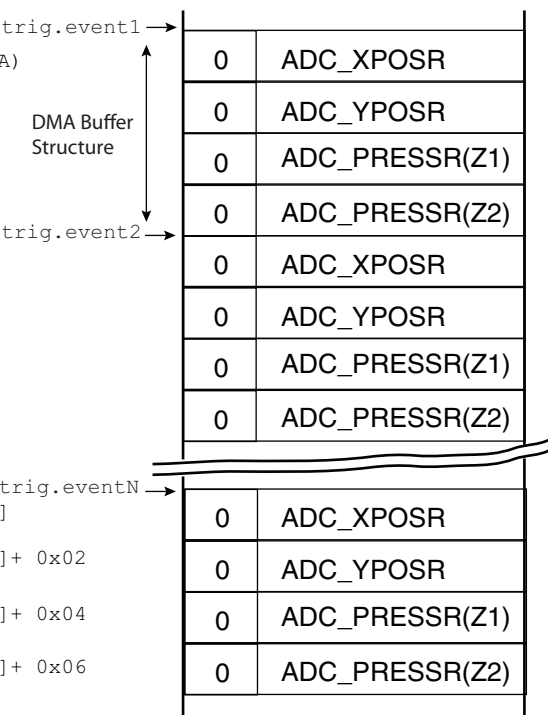 trig.event1
A)
0 ADC_XPOSR
0 ADC_YPOSR
DMA Buffer
Structure
0 ADC_PRESSR(Z1)
0 ADC_PRESSR(Z2)
trig.event2
0 ADC_XPOSR
0 ADC_YPOSR
0 ADC_PRESSR(Z1)
0 ADC_PRESSR(Z2)
trig.eventN
]
0 ADC_XPOSR
]+ 0x02
0 ADC_YPOSR
]+ 0x04
0 ADC_PRESSR(Z1)
]+ 0x06
0 ADC_PRESSR(Z2)